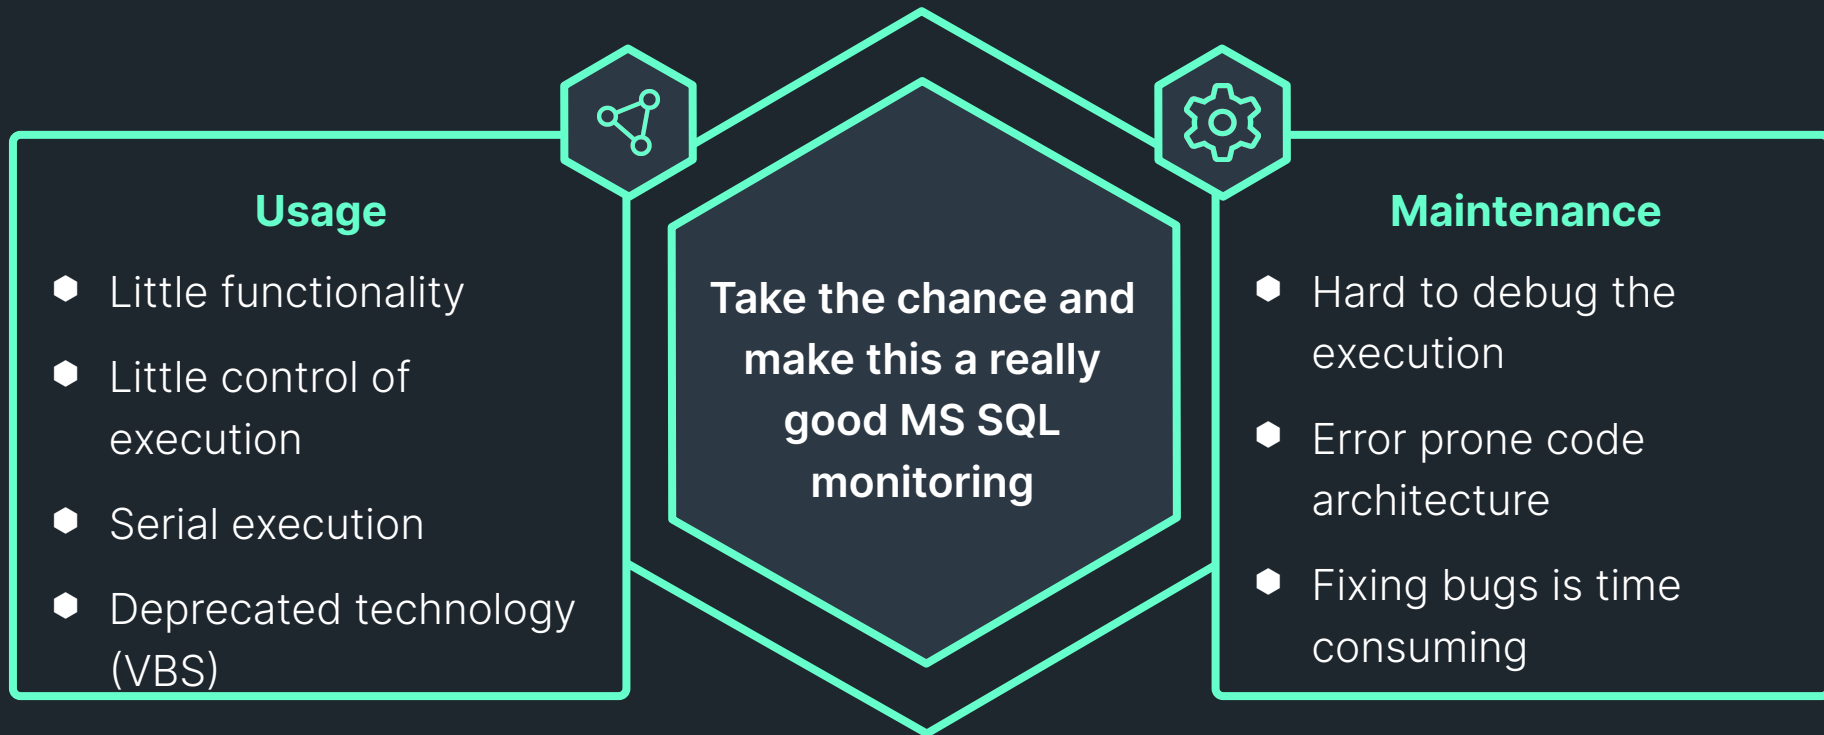 Usage
Little functionality
Little control of
execution
Serial execution
Deprecated technology
(VBS)
Take the chance and
make this a really
good MS SQL
monitoring
Maintenance
Hard to debug the
execution
Error prone code
architecture
Fixing bugs is time
consuming